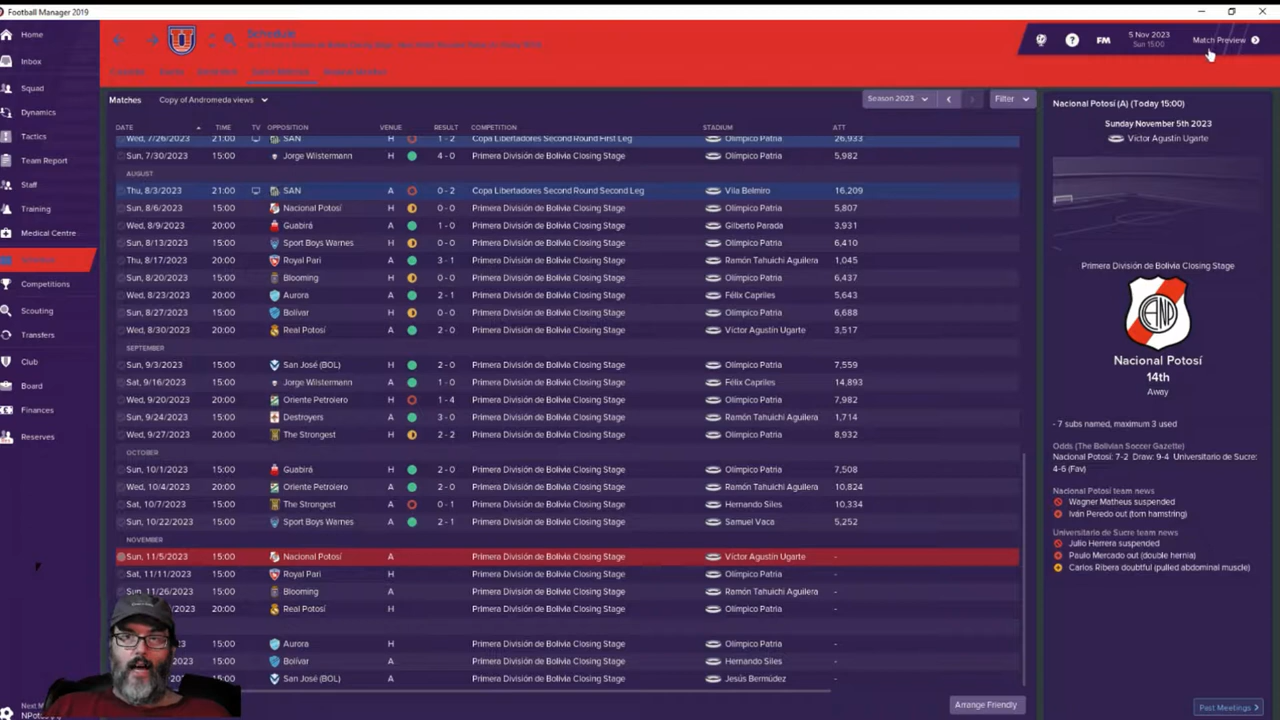 Football Manager 2019
Home
Inbox
Squad
Dynamics
Tactics
Team Report
Staff
Training
Medical Centre
Schedule
Competitions
Scouting
Transfers
Club
Board
Finances
Reserves
Schedule
FM
5 Nov 2023
Sun 15:00
Match Preview
Matches Copy of Andromeda views
Season 2023 Filter
DATE TIME TV OPPOSITION VENUE RESULT COMPETITION STADIUM ATT
Wed, 7/26/2023 21:00 SAN H 1 - 2 Copa Libertadores Second Round First Leg Olímpico Patria 26,933
Sun, 7/30/2023 15:00 Jorge Wilstermann H 4 - 0 Primera División de Bolivia Closing Stage Olímpico Patria 5,982
AUGUST
Thu, 8/3/2023 21:00 SAN A 0 - 2 Copa Libertadores Second Round Second Leg Vila Belmiro 16,209
Sun, 8/6/2023 15:00 Nacional Potosí H 0 - 0 Primera División de Bolivia Closing Stage Olímpico Patria 5,807
Wed, 8/9/2023 20:00 Guabirá A 1 - 0 Primera División de Bolivia Closing Stage Gilberto Parada 3,931
Sun, 8/13/2023 15:00 Sport Boys Warnes H 0 - 0 Primera División de Bolivia Closing Stage Olímpico Patria 6,410
Thu, 8/17/2023 20:00 Royal Pari A 3 - 1 Primera División de Bolivia Closing Stage Ramón Tahuichi Aguilera 1,045
Sun, 8/20/2023 15:00 Blooming H 0 - 0 Primera División de Bolivia Closing Stage Olímpico Patria 6,437
Wed, 8/23/2023 20:00 Aurora A 2 - 1 Primera División de Bolivia Closing Stage Félix Capriles 5,643
Sun, 8/27/2023 15:00 Bolívar H 0 - 0 Primera División de Bolivia Closing Stage Olímpico Patria 6,688
Wed, 8/30/2023 20:00 Real Potosí A 2 - 0 Primera División de Bolivia Closing Stage Víctor Agustín Ugarte 3,517
SEPTEMBER
Sun, 9/3/2023 15:00 San José (BOL) H 2 - 0 Primera División de Bolivia Closing Stage Olímpico Patria 7,559
Sat, 9/16/2023 15:00 Jorge Wilstermann A 1 - 0 Primera División de Bolivia Closing Stage Félix Capriles 14,893
Wed, 9/20/2023 20:00 Oriente Petrolero H 1 - 4 Primera División de Bolivia Closing Stage Olímpico Patria 7,982
Sun, 9/24/2023 15:00 Destroyers A 3 - 0 Primera División de Bolivia Closing Stage Ramón Tahuichi Aguilera 1,714
Wed, 9/27/2023 20:00 The Strongest H 2 - 2 Primera División de Bolivia Closing Stage Olímpico Patria 8,932
OCTOBER
Sun, 10/1/2023 15:00 Guabirá H 2 - 0 Primera División de Bolivia Closing Stage Olímpico Patria 7,508
Wed, 10/4/2023 15:00 Oriente Petrolero A 2 - 0 Primera División de Bolivia Closing Stage Ramón Tahuichi Aguilera 10,824
Sat, 10/7/2023 15:00 The Strongest A 0 - 1 Primera División de Bolivia Closing Stage Hernando Siles 10,334
Sun, 10/22/2023 15:00 Sport Boys Warnes A 2 - 1 Primera División de Bolivia Closing Stage Samuel Vaca 5,252
NOVEMBER
Sun, 11/5/2023 15:00 Nacional Potosí A Primera División de Bolivia Closing Stage Víctor Agustín Ugarte -
Sat, 11/11/2023 15:00 Royal Pari H Primera División de Bolivia Closing Stage Olímpico Patria -
Sun, 11/26/2023 15:00 Blooming A Primera División de Bolivia Closing Stage Ramón Tahuichi Aguilera -
/2023 20:00 Real Potosí H Primera División de Bolivia Closing Stage Olímpico Patria -
15:00 Aurora H Primera División de Bolivia Closing Stage Olímpico Patria -
/2023 15:00 Bolívar A Primera División de Bolivia Closing Stage Hernando Siles -
/2023 15:00 San José (BOL) A Primera División de Bolivia Closing Stage Jesús Bermúdez -
Arrange Friendly
Nacional Potosí (A) (Today 15:00)
Sunday November 5th 2023
Víctor Agustín Ugarte
Primera División de Bolivia Closing Stage
Nacional Potosí
14th
Away
- 7 subs named, maximum 3 used
Odds (The Bolivian Soccer Gazette)
Nacional Potosí: 7-2 Draw: 9-4 Universitario de Sucre:
4-6 (Fav)
Nacional Potosí team news
Wagner Matheus suspended
Iván Peredo out (torn hamstring)
Universitario de Sucre team news
Julio Herrera suspended
Paulo Mercado out (double hernia)
Carlos Ribera doubtful (pulled abdominal muscle)
Past Meetings
Next M